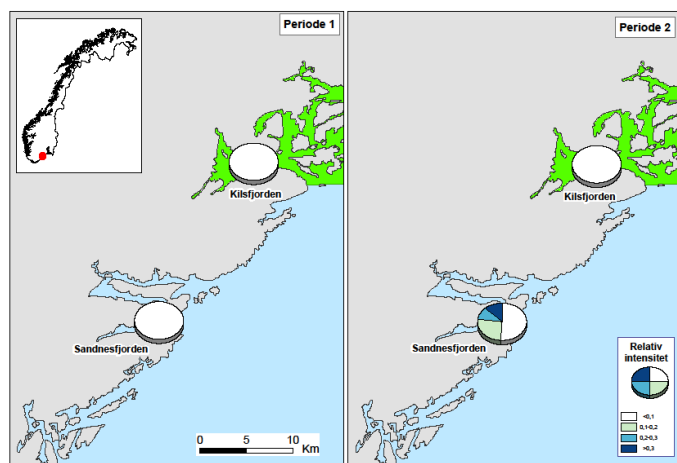 Periode 1
Kilsfjorden
Sandnesfjorden
0 5 10
Km
Periode 2
Kilsfjorden
Sandnesfjorden
Relativ
intensitet
<0,1
0,1-0,2
0,2-0,3
>0,3